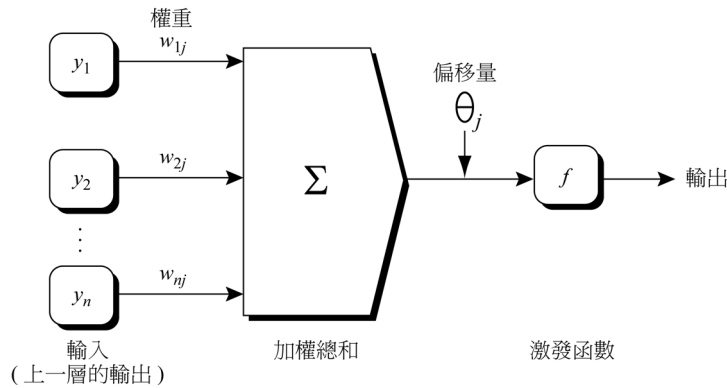 權重
y₁
w₁ⱼ
偏移量
θⱼ
y₂
w₂ⱼ
Σ
f
輸出
⋮
yₙ
wₙⱼ
輸入
(上一層的輸出)
加權總和
激發函數